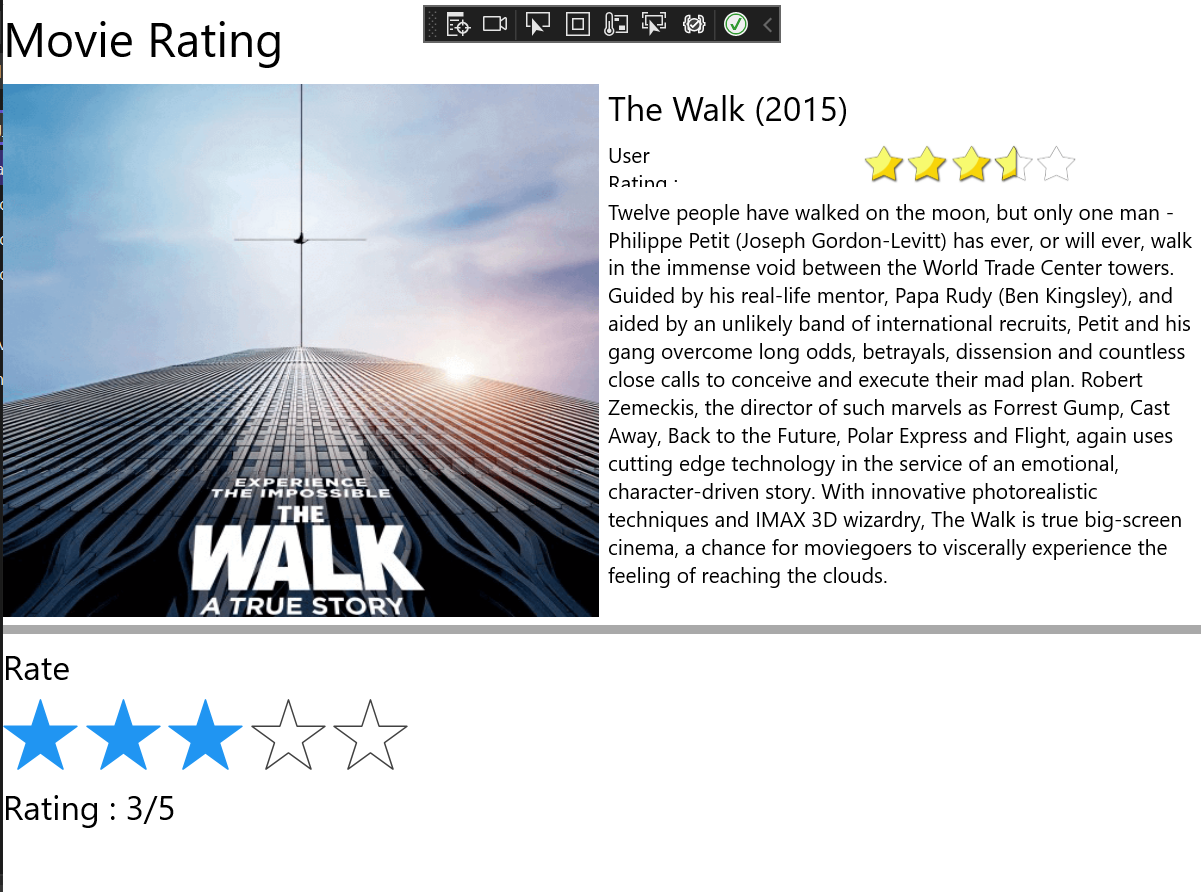 Movie Rating
EXPERIENCE
THE IMPOSSIBLE
THE
WALK
A TRUE STORY
The Walk (2015)
User
Rating :
Twelve people have walked on the moon, but only one man -
Philippe Petit (Joseph Gordon-Levitt) has ever, or will ever, walk
in the immense void between the World Trade Center towers.
Guided by his real-life mentor, Papa Rudy (Ben Kingsley), and
aided by an unlikely band of international recruits, Petit and his
gang overcome long odds, betrayals, dissension and countless
close calls to conceive and execute their mad plan. Robert
Zemeckis, the director of such marvels as Forrest Gump, Cast
Away, Back to the Future, Polar Express and Flight, again uses
cutting edge technology in the service of an emotional,
character-driven story. With innovative photorealistic
techniques and IMAX 3D wizardry, The Walk is true big-screen
cinema, a chance for moviegoers to viscerally experience the
feeling of reaching the clouds.
Rate
Rating : 3/5